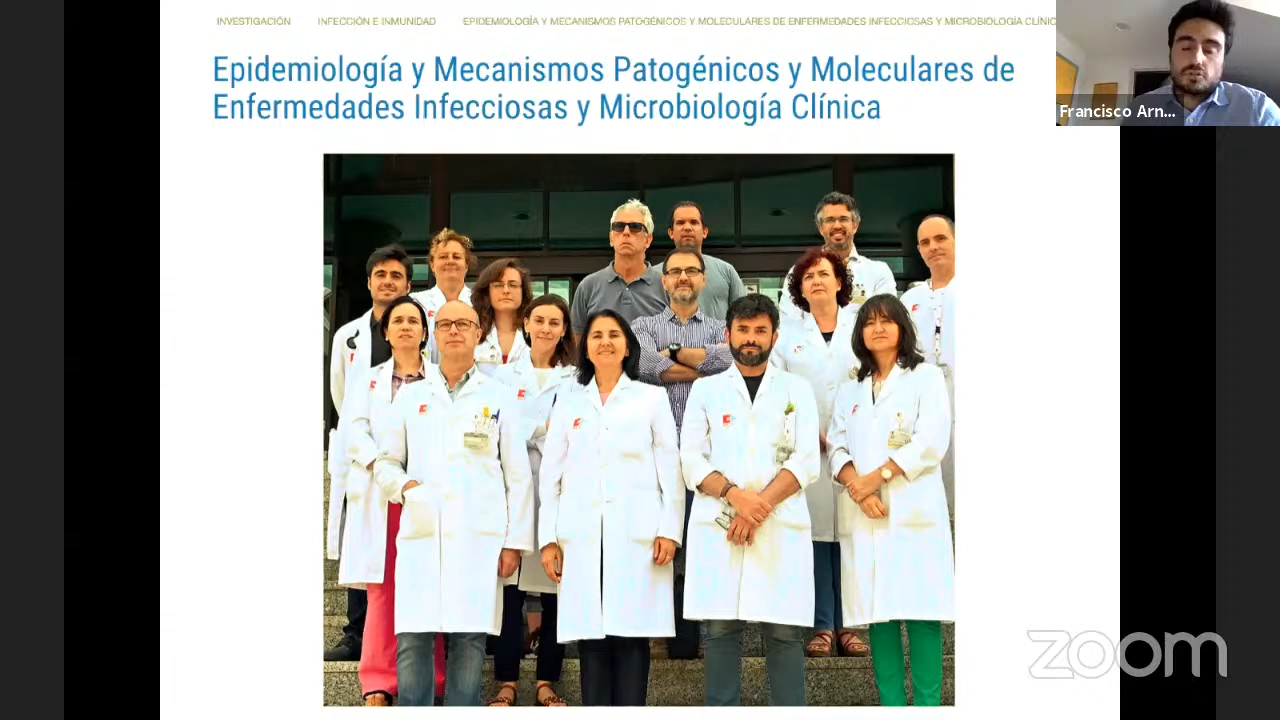 INVESTIGACIÓN INFECCIÓN E INMUNIDAD EPIDEMIOLOGÍA Y MECANISMOS PATOGÉNICOS Y MOLECULARES DE ENFERMEDADES INFECCIOSAS Y MICROBIOLOGÍA CLÍNIC
Epidemiología y Mecanismos Patogénicos y Moleculares de
Enfermedades Infecciosas y Microbiología Clínica
Francisco Arn...
zoom